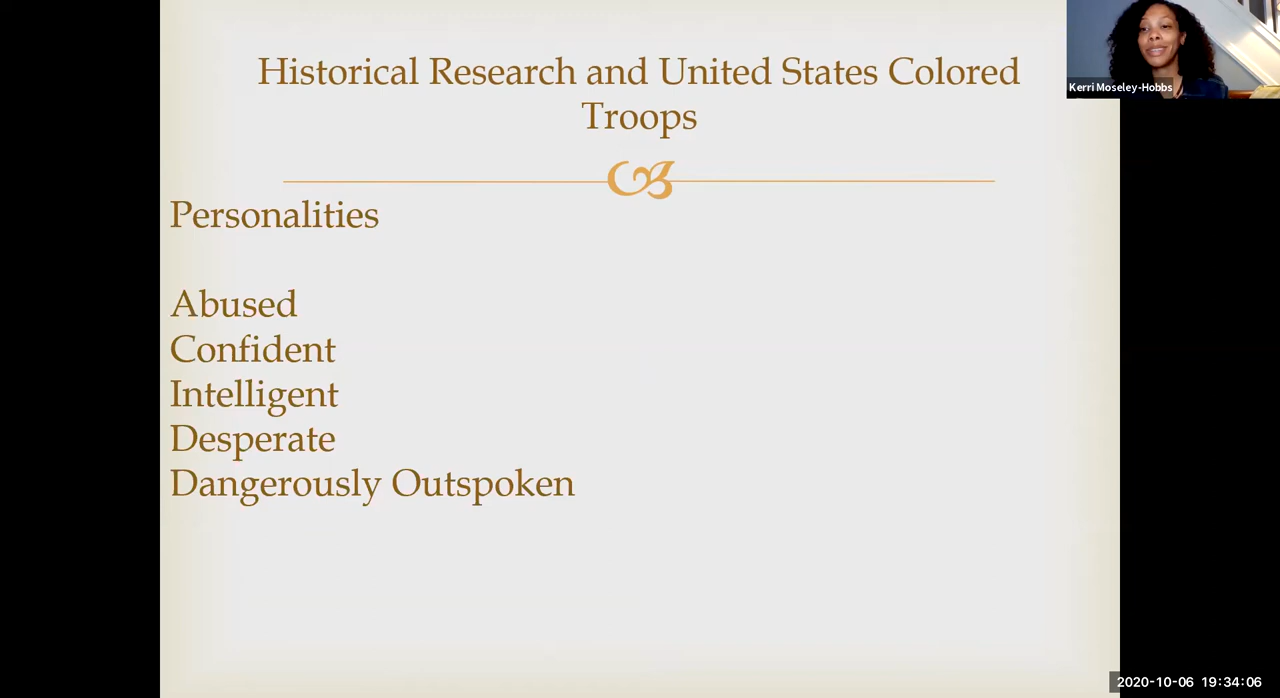 Historical Research and United States Colored
Troops
Kerri Moseley-Hobbs
Personalities
Abused
Confident
Intelligent
Desperate
Dangerously Outspoken
2020-10-06 19:34:06